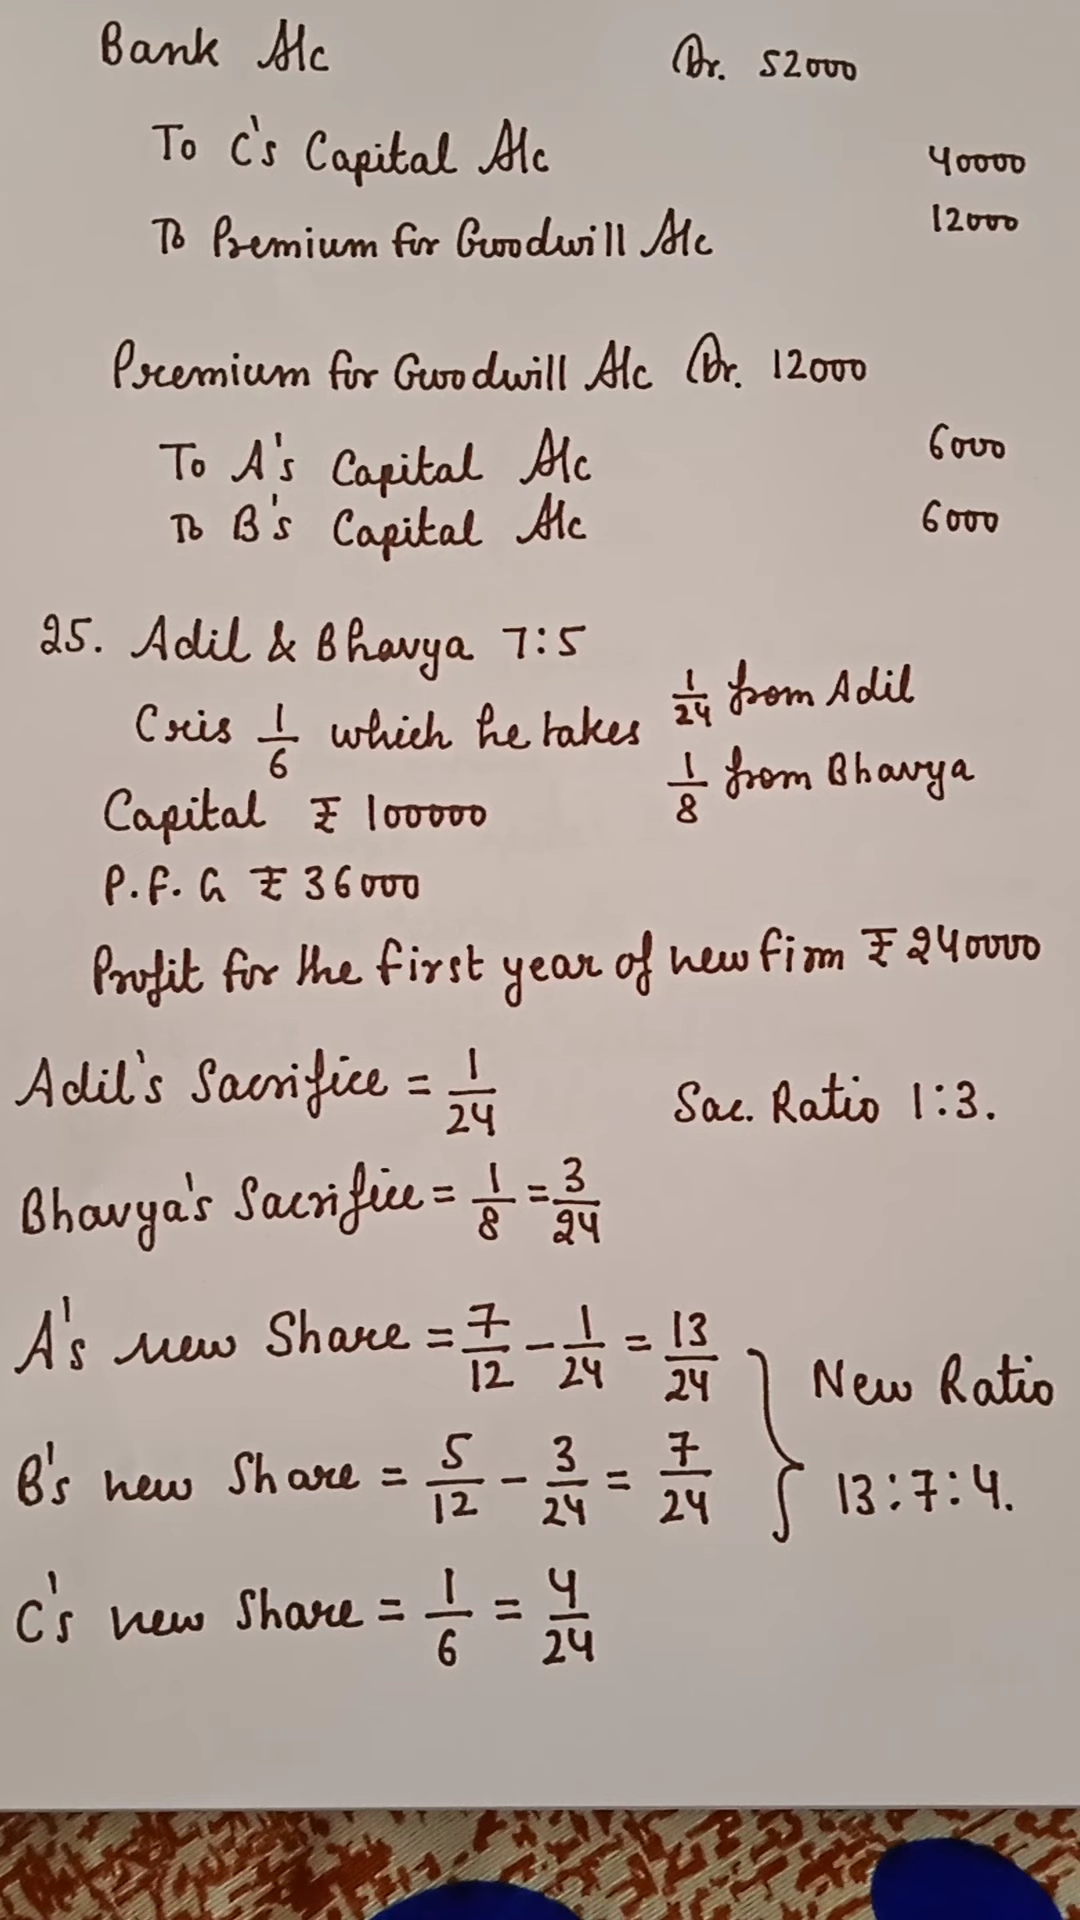 Bank A/c Dr. 52000
To C's Capital A/c 40000
To Premium for Goodwill A/c 12000
Premium for Goodwill A/c Dr. 12000
To A's Capital A/c 6000
To B's Capital A/c 6000
25. Adil & Bhavya 7:5
Cris 1/6 which he takes 1/24 from Adil
1/8 from Bhavya
Capital ₹ 100000
P.F.G ₹ 36000
Profit for the first year of new firm ₹ 240000
Adil's Sacrifice = 1/24 Sac. Ratio 1:3.
Bhavya's Sacrifice = 1/8 = 3/24
A's new Share = 7/12 - 1/24 = 13/24
B's new Share = 5/12 - 3/24 = 7/24
C's new Share = 1/6 = 4/24
New Ratio
13:7:4.